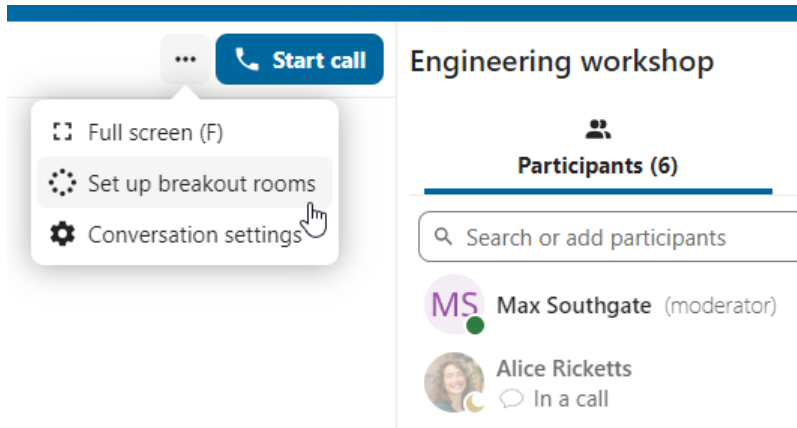 Start call
Full screen (F)
Set up breakout rooms
Conversation settings
Engineering workshop
Participants (6)
Search or add participants
MS Max Southgate (moderator)
Alice Ricketts
In a call